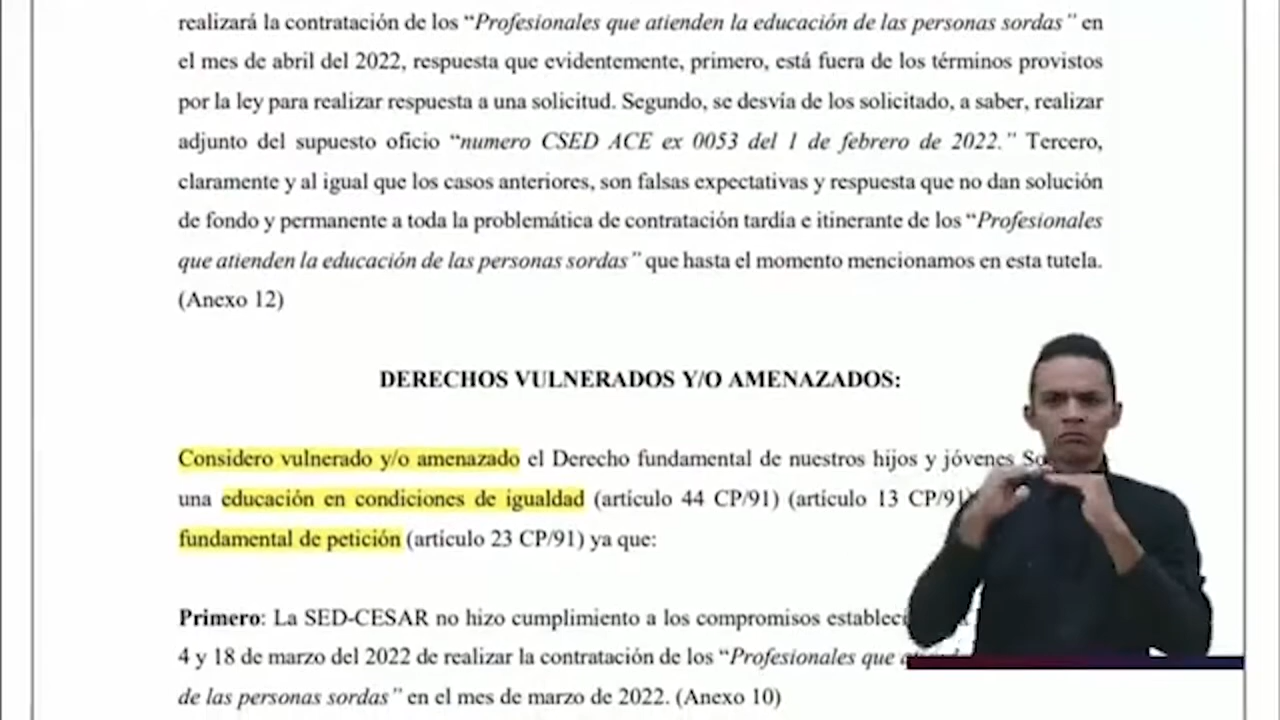 realizará la contratación de los “Profesionales que atienden la educación de las personas sordas” en
el mes de abril del 2022, respuesta que evidentemente, primero, está fuera de los términos provistos
por la ley para realizar respuesta a una solicitud. Segundo, se desvía de los solicitado, a saber, realizar
adjunto del supuesto oficio “numero CSED ACE ex 0053 del 1 de febrero de 2022.” Tercero,
claramente y al igual que los casos anteriores, son falsas expectativas y respuesta que no dan solución
de fondo y permanente a toda la problemática de contratación tardía e itinerante de los “Profesionales
que atienden la educación de las personas sordas” que hasta el momento mencionamos en esta tutela.
(Anexo 12)
DERECHOS VULNERADOS Y/O AMENAZADOS:
Considero vulnerado y/o amenazado el Derecho fundamental de nuestros hijos y jóvenes
una educación en condiciones de igualdad (artículo 44 CP/91) (artículo 13 CP/91)
fundamental de petición (artículo 23 CP/91) ya que:
Primero: La SED-CESAR no hizo cumplimiento a los compromisos
4 y 18 de marzo del 2022 de realizar la contratación de los “Profesionales que
de las personas sordas” en el mes de marzo de 2022. (Anexo 10)